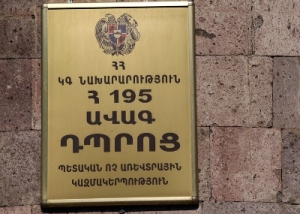 ՀՀ
ԿԳ ՆԱԽԱՐԱՐՈՒԹՅՈՒՆ
Հ 195
ԱՎԱԳ
ԴՊՐՈՑ
ՊԵՏԱԿԱՆ ՈՉ ԱՌԵՎՏՐԱՅԻՆ
ԿԱԶՄԱԿԵՐՊՈՒԹՅՈՒՆ